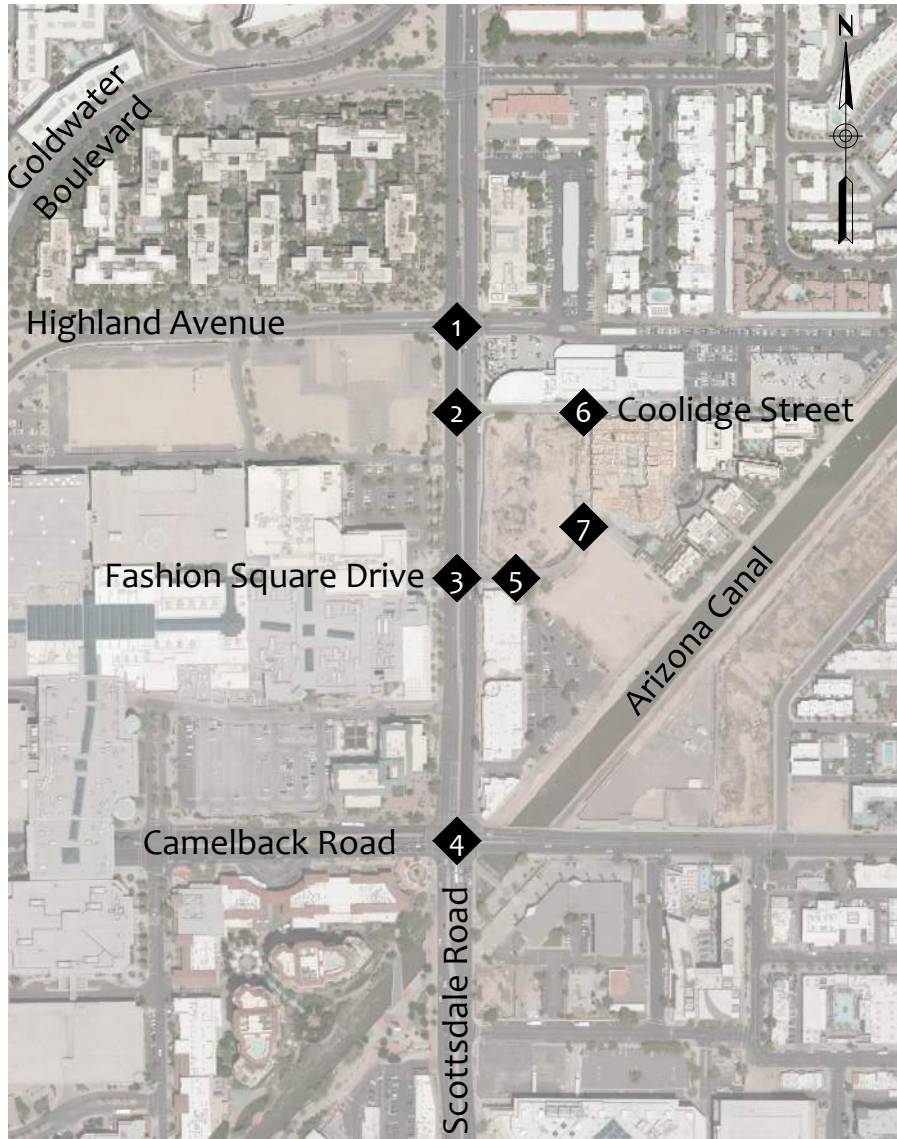 N
Goldwater
Boulevard
Highland Avenue
1
2
6
Coolidge Street
7
Fashion Square Drive
3
5
Arizona Canal
Camelback Road
4
Scottsdale Road